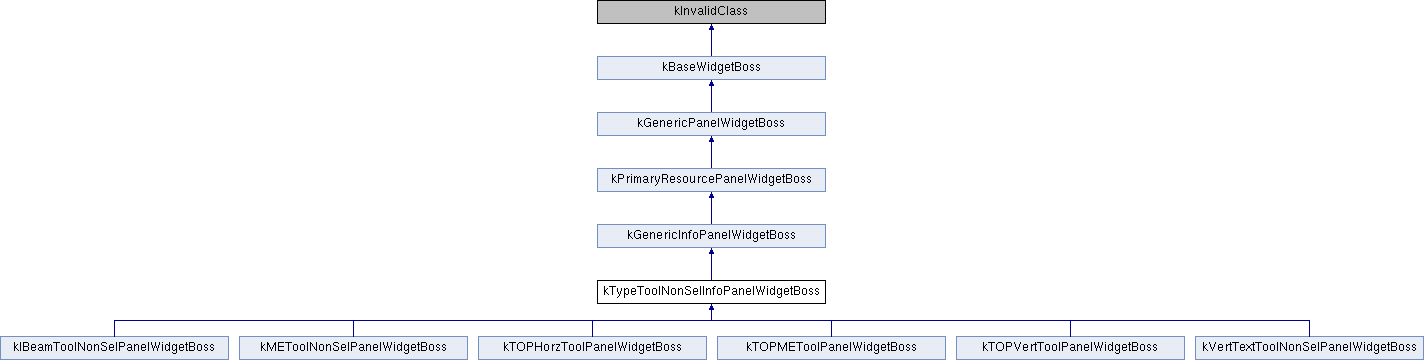 kInvalidClass
kBaseWidgetBoss
kGenericPanelWidgetBoss
kPrimaryResourcePanelWidgetBoss
kGenericInfoPanelWidgetBoss
kTypeToolNonSelInfoPanelWidgetBoss
kIBeamToolNonSelPanelWidgetBoss kMEToolNonSelPanelWidgetBoss kTOPHorzToolPanelWidgetBoss kTOPMEToolPanelWidgetBoss kTOPVertToolPanelWidgetBoss kVertTextToolNonSelPanelWidgetBoss